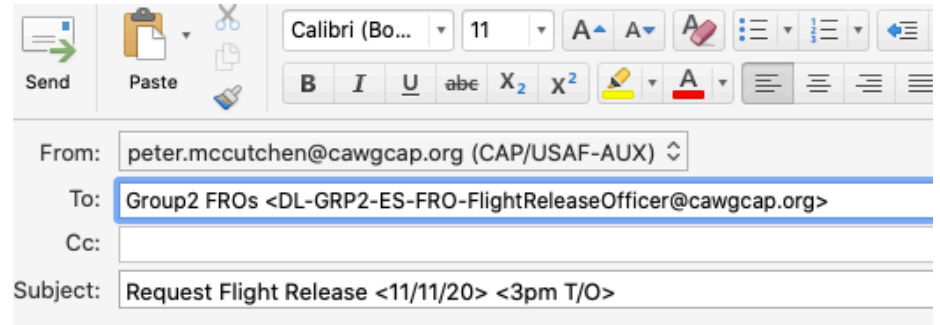 Calibri (Bo... 11 A A
Send Paste B I U abc X₂ X² A
From: peter.mccutchen@cawgcap.org (CAP/USAF-AUX)
To: Group2 FROs <DL-GRP2-ES-FRO-FlightReleaseOfficer@cawgcap.org>
Cc:
Subject: Request Flight Release <11/11/20> <3pm T/O>